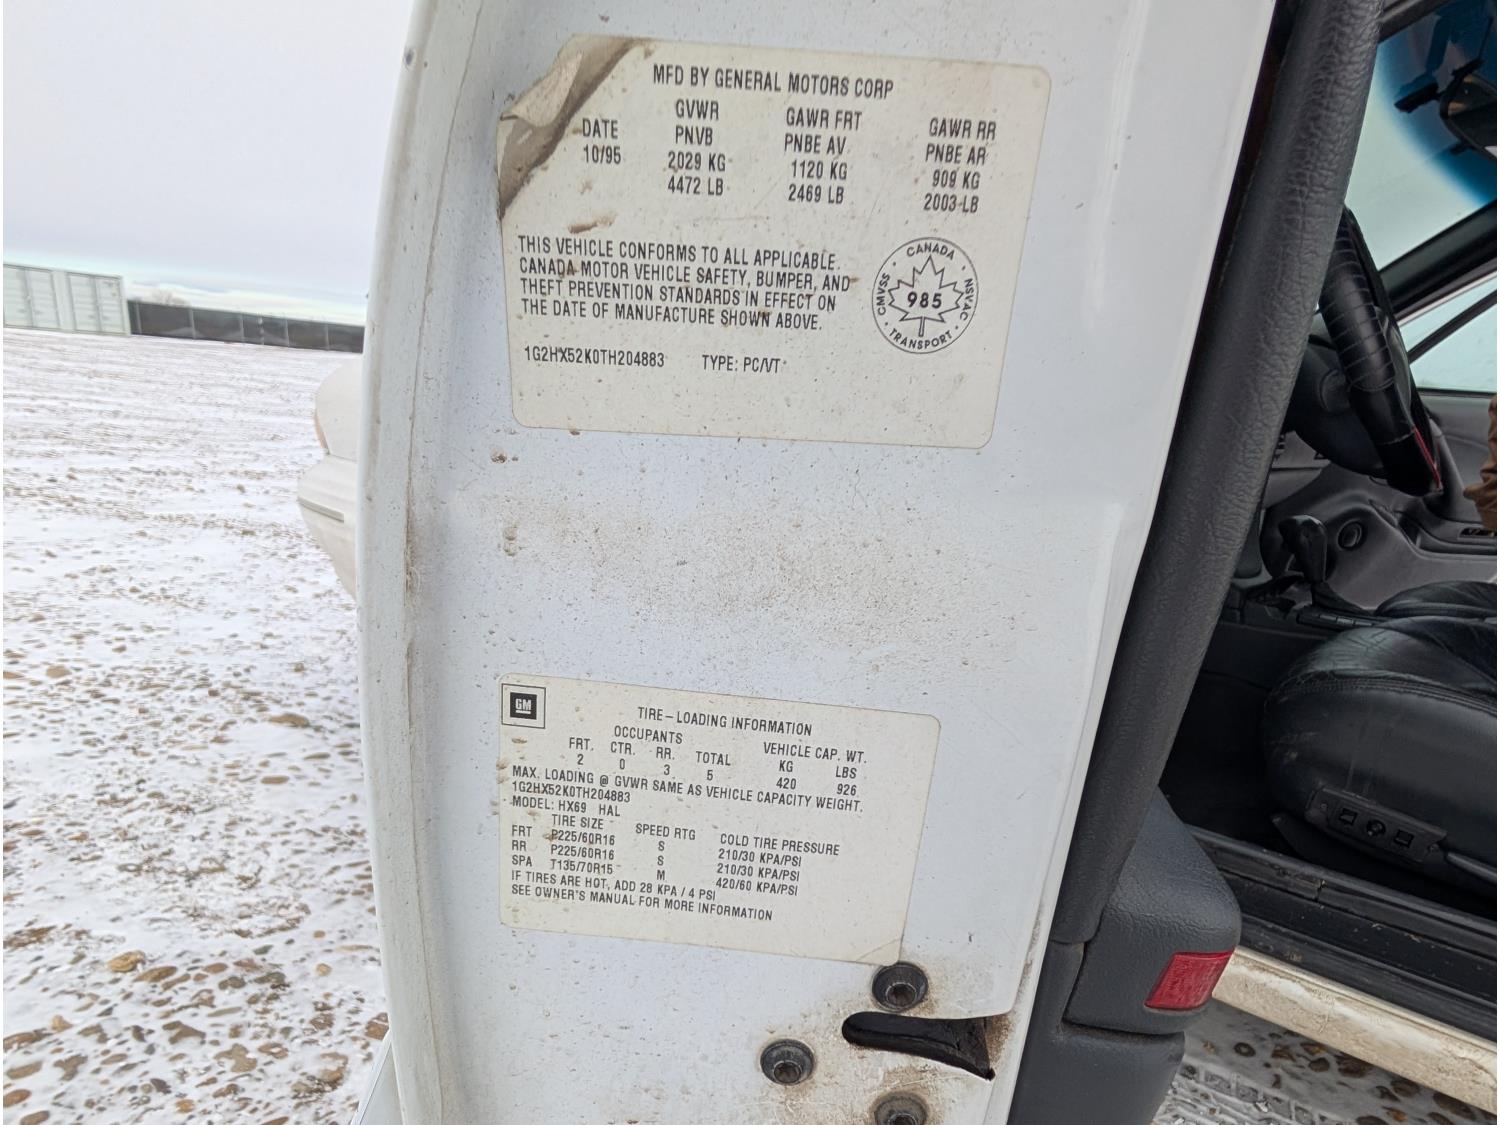 MFD BY GENERAL MOTORS CORP
DATE GVWR GAWR FRT GAWR RR
10/95 PNVB PNBE AV PNBE AR
2029 KG 1120 KG 909 KG
4472 LB 2469 LB 2003 LB
THIS VEHICLE CONFORMS TO ALL APPLICABLE
CANADA MOTOR VEHICLE SAFETY, BUMPER, AND
THEFT PREVENTION STANDARDS IN EFFECT ON
THE DATE OF MANUFACTURE SHOWN ABOVE.
CANADA
CMVSS 985 NSVAC
TRANSPORT
1G2HX52K0TH204883 TYPE: PC/VT
GM
TIRE-LOADING INFORMATION
OCCUPANTS VEHICLE CAP. WT.
FRT. CTR. RR. TOTAL KG LBS
2 0 3 5 420 926
MAX. LOADING @ GVWR SAME AS VEHICLE CAPACITY WEIGHT.
1G2HX52K0TH204883
MODEL: HX69 HAL
TIRE SIZE SPEED RTG COLD TIRE PRESSURE
FRT P225/60R16 S 210/30 KPA/PSI
RR P225/60R16 S 210/30 KPA/PSI
SPA T135/70R15 M 420/60 KPA/PSI
IF TIRES ARE HOT, ADD 28 KPA / 4 PSI
SEE OWNER'S MANUAL FOR MORE INFORMATION